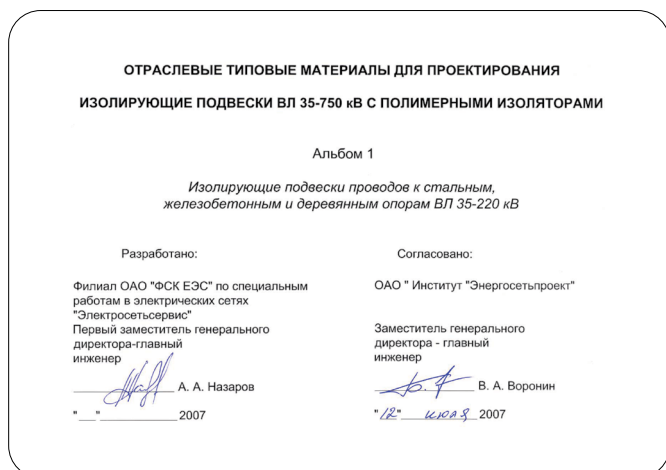 ОТРАСЛЕВЫЕ ТИПОВЫЕ МАТЕРИАЛЫ ДЛЯ ПРОЕКТИРОВАНИЯ
ИЗОЛИРУЮЩИЕ ПОДВЕСКИ ВЛ 35-750 кВ С ПОЛИМЕРНЫМИ ИЗОЛЯТОРАМИ
Альбом 1
Изолирующие подвески проводов к стальным,
железобетонным и деревянным опорам ВЛ 35-220 кВ
Разработано:
Филиал ОАО "ФСК ЕЭС" по специальным
работам в электрических сетях
"Электросетьсервис"
Первый заместитель генерального
директора-главный
инженер
А. А. Назаров
"___"____________ 2007
Согласовано:
ОАО " Институт "Энергосетьпроект"
Заместитель генерального
директора - главный
инженер
В. А. Воронин
"12" июля 2007